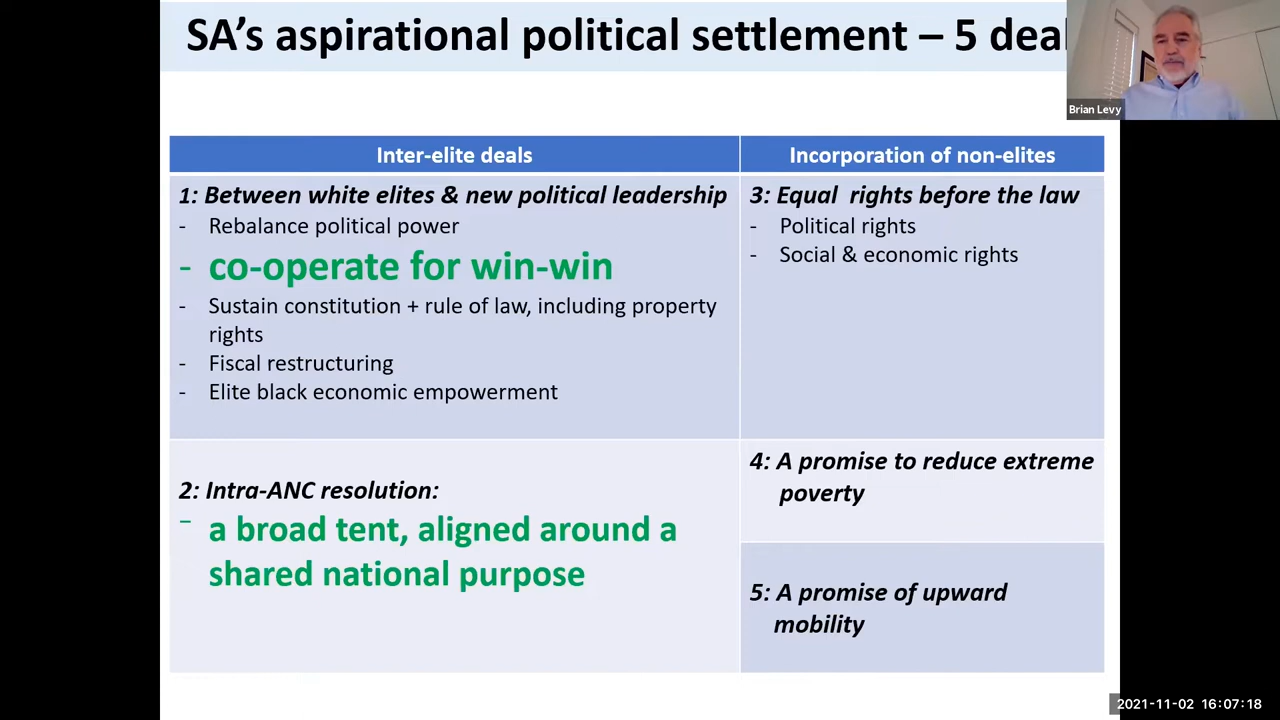 SA’s aspirational political settlement – 5 deal
Brian Levy
Inter-elite deals
1: Between white elites & new political leadership
- Rebalance political power
- co-operate for win-win
- Sustain constitution + rule of law, including property
rights
- Fiscal restructuring
- Elite black economic empowerment
2: Intra-ANC resolution:
– a broad tent, aligned around a
shared national purpose
Incorporation of non-elites
3: Equal rights before the law
- Political rights
- Social & economic rights
4: A promise to reduce extreme
poverty
5: A promise of upward
mobility
2021-11-02 16:07:18